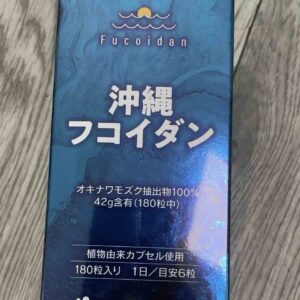 Fucoidan
沖縄
フコイダン
オキナワモズク抽出物100%
42g含有(180粒中)
植物由来カプセル使用
180粒入り 1日/目安6粒